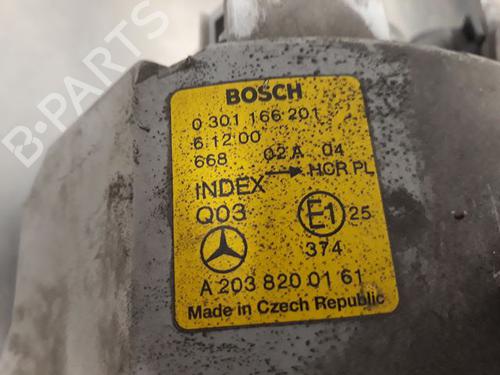 BOSCH
0 301 166 201
6.12.00
668 02 A 04
INDEX → HCR PL
Q03 E1 25
374
A 203 820 01 61
Made in Czech Republic
B-PARTS